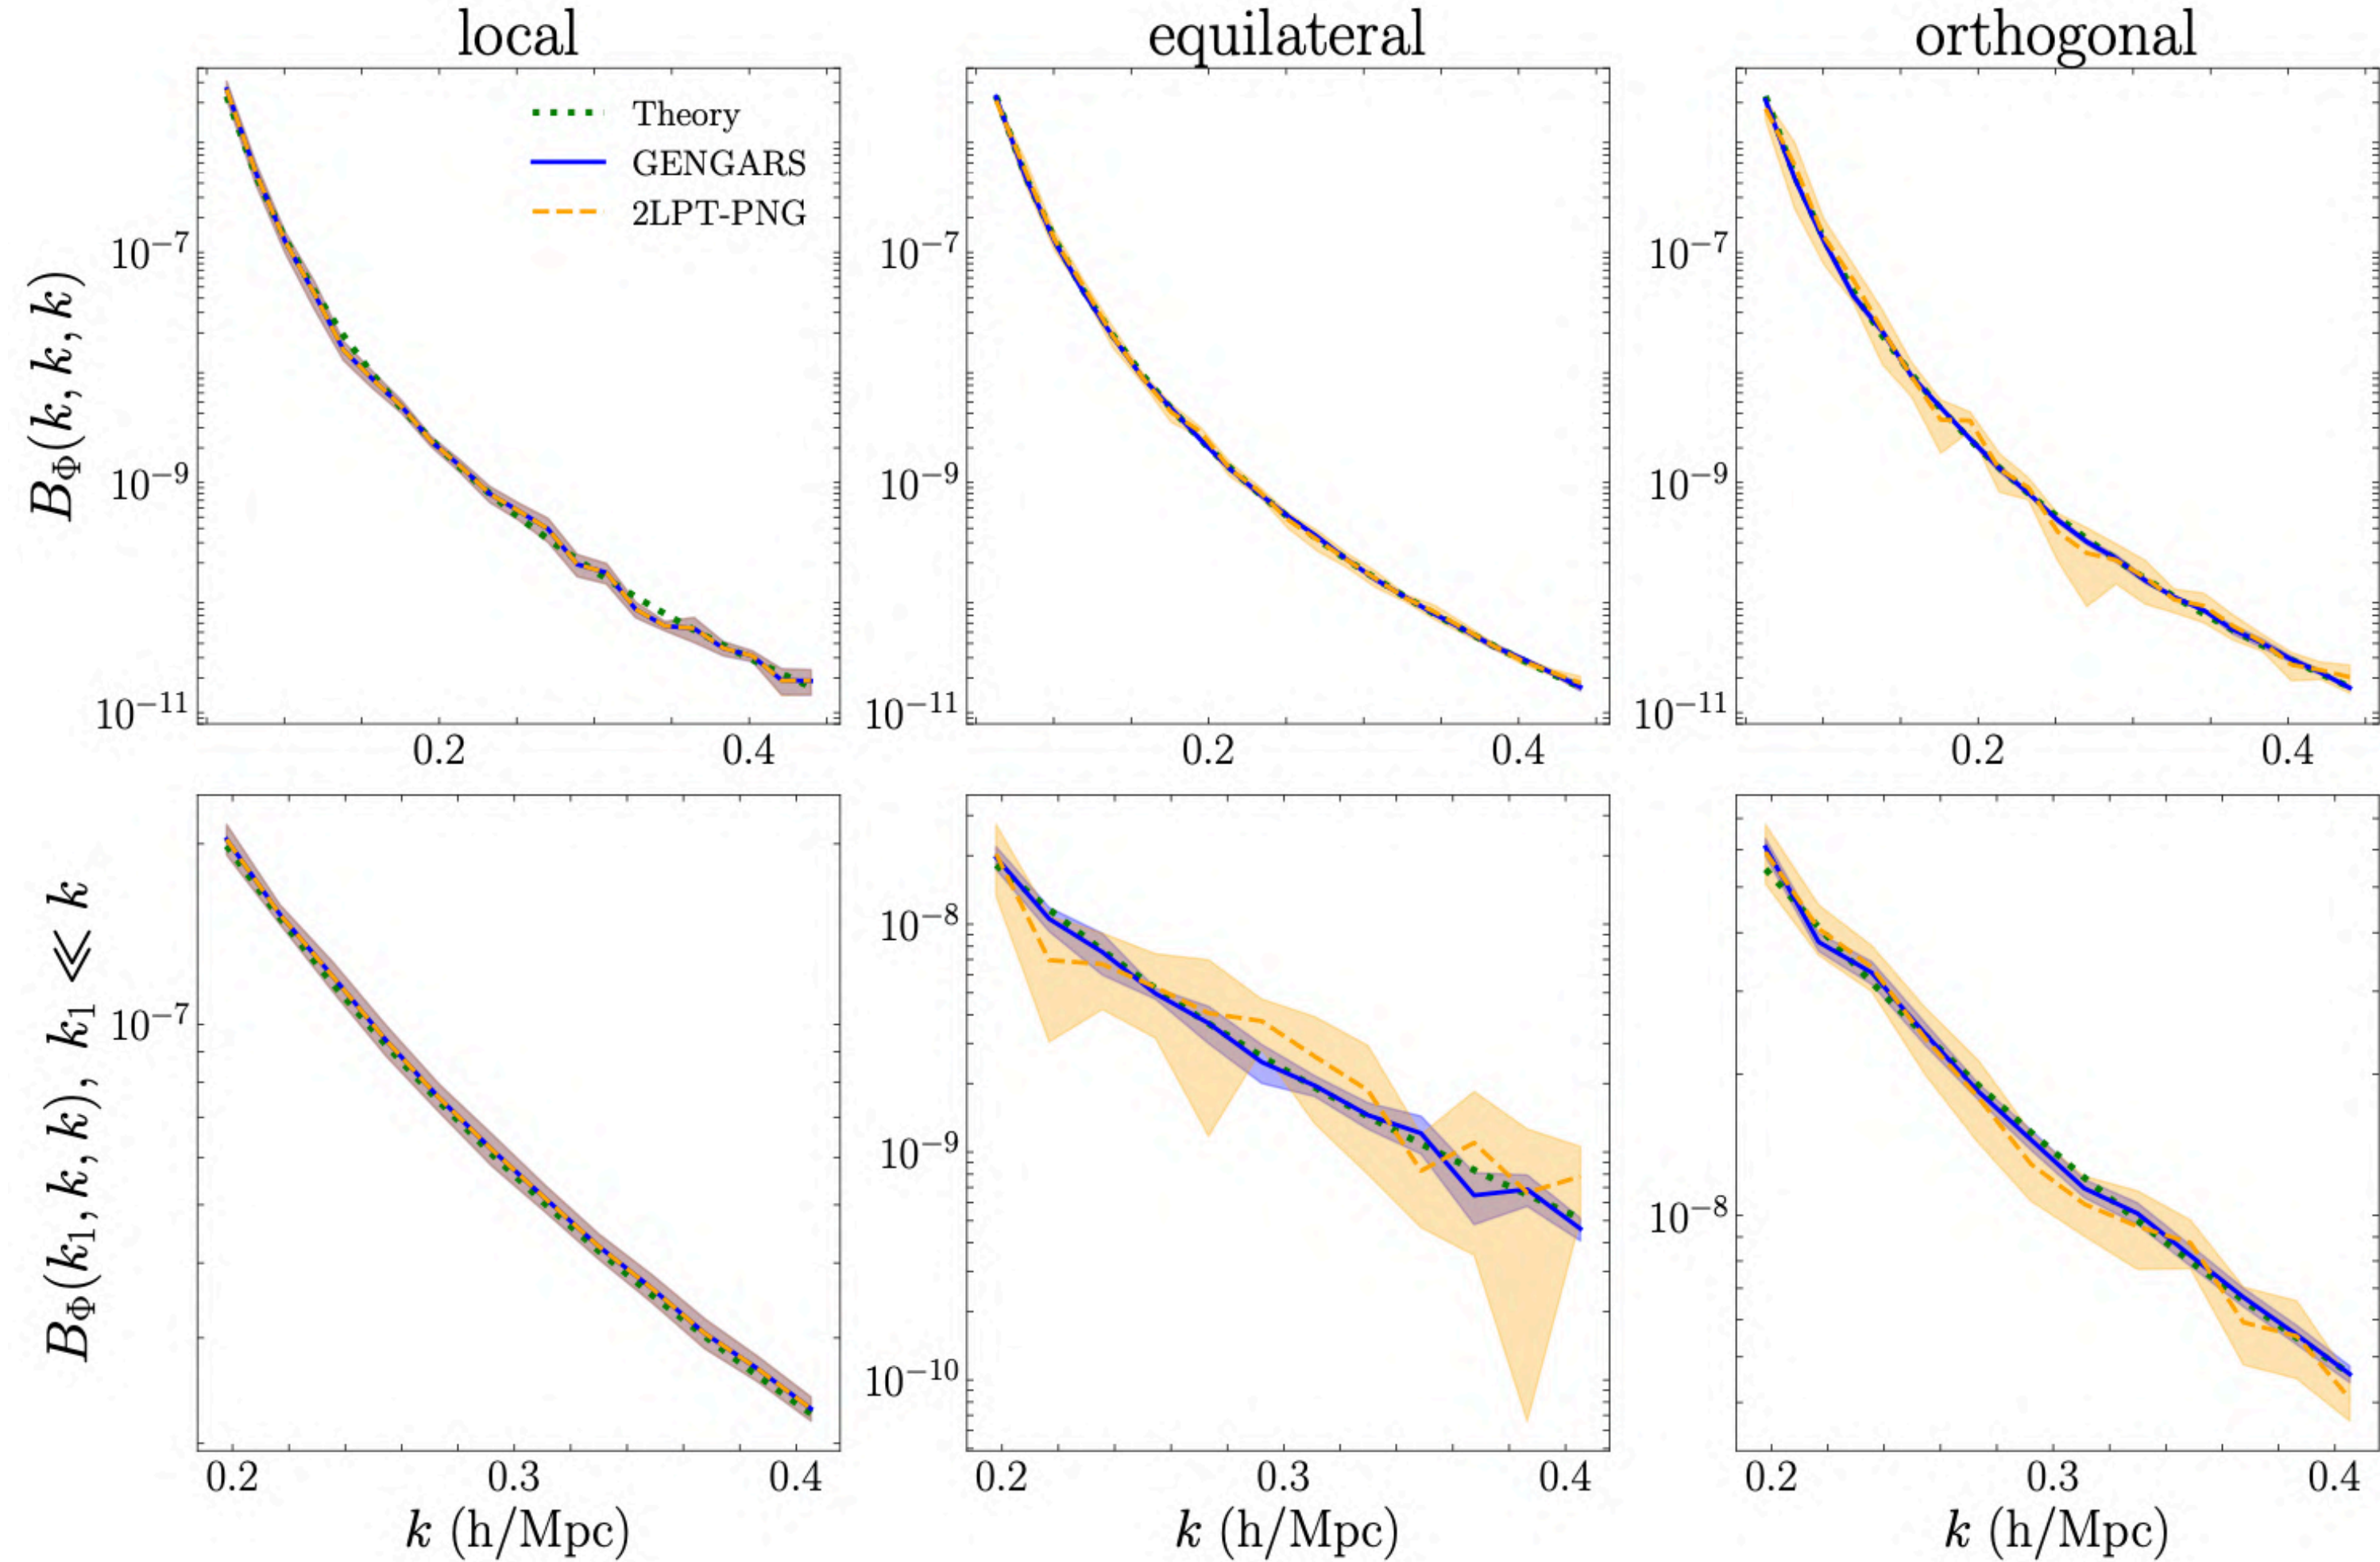 local
equilateral
orthogonal
Theory
GENGARS
2LPT-PNG
B_Φ(k, k, k)
10⁻⁷
10⁻⁹
10⁻¹¹
10⁻⁷
10⁻⁹
10⁻¹¹
10⁻⁷
10⁻⁹
10⁻¹¹
0.2 0.4
0.2 0.4
0.2 0.4
B_Φ(k₁, k, k), k₁ ≪ k
10⁻⁷
10⁻⁸
10⁻⁹
10⁻¹⁰
10⁻⁸
0.2 0.3 0.4
0.2 0.3 0.4
0.2 0.3 0.4
k (h/Mpc)
k (h/Mpc)
k (h/Mpc)